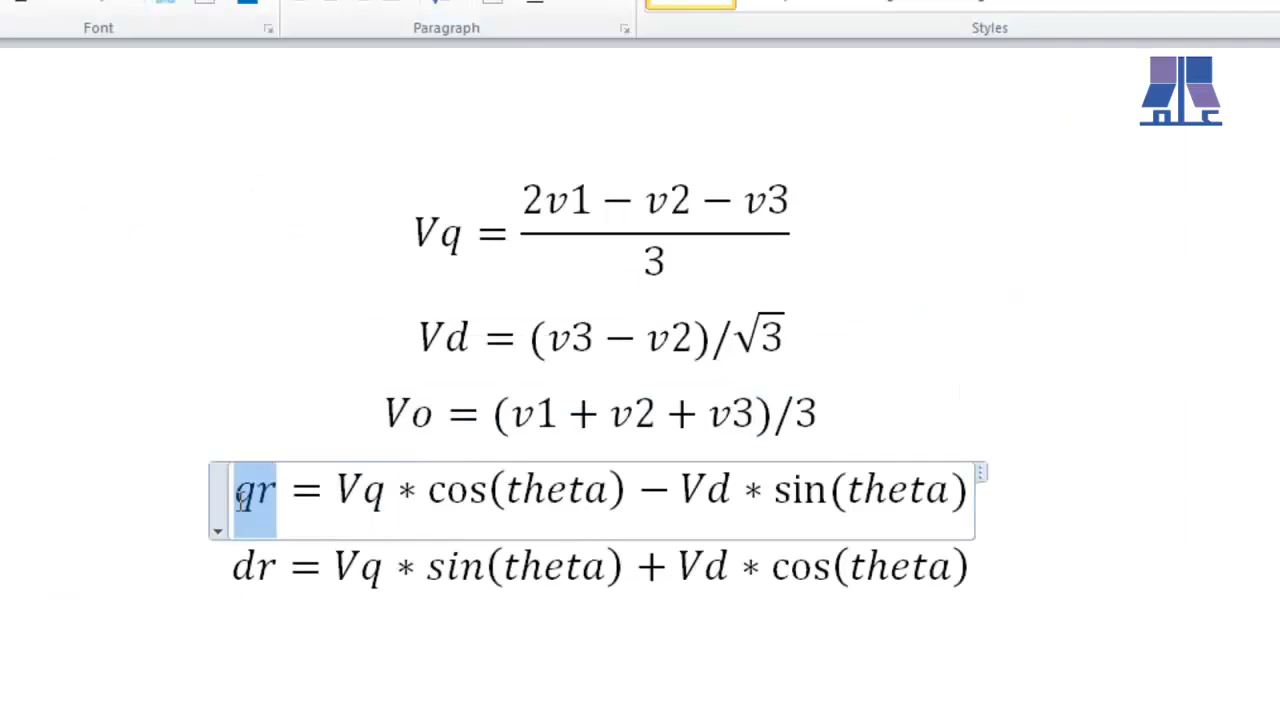 Font Paragraph Styles
Vq = (2v1 − v2 − v3)/3
Vd = (v3 − v2)/√3
Vo = (v1 + v2 + v3)/3
qr = Vq * cos(theta) − Vd * sin(theta)
dr = Vq * sin(theta) + Vd * cos(theta)